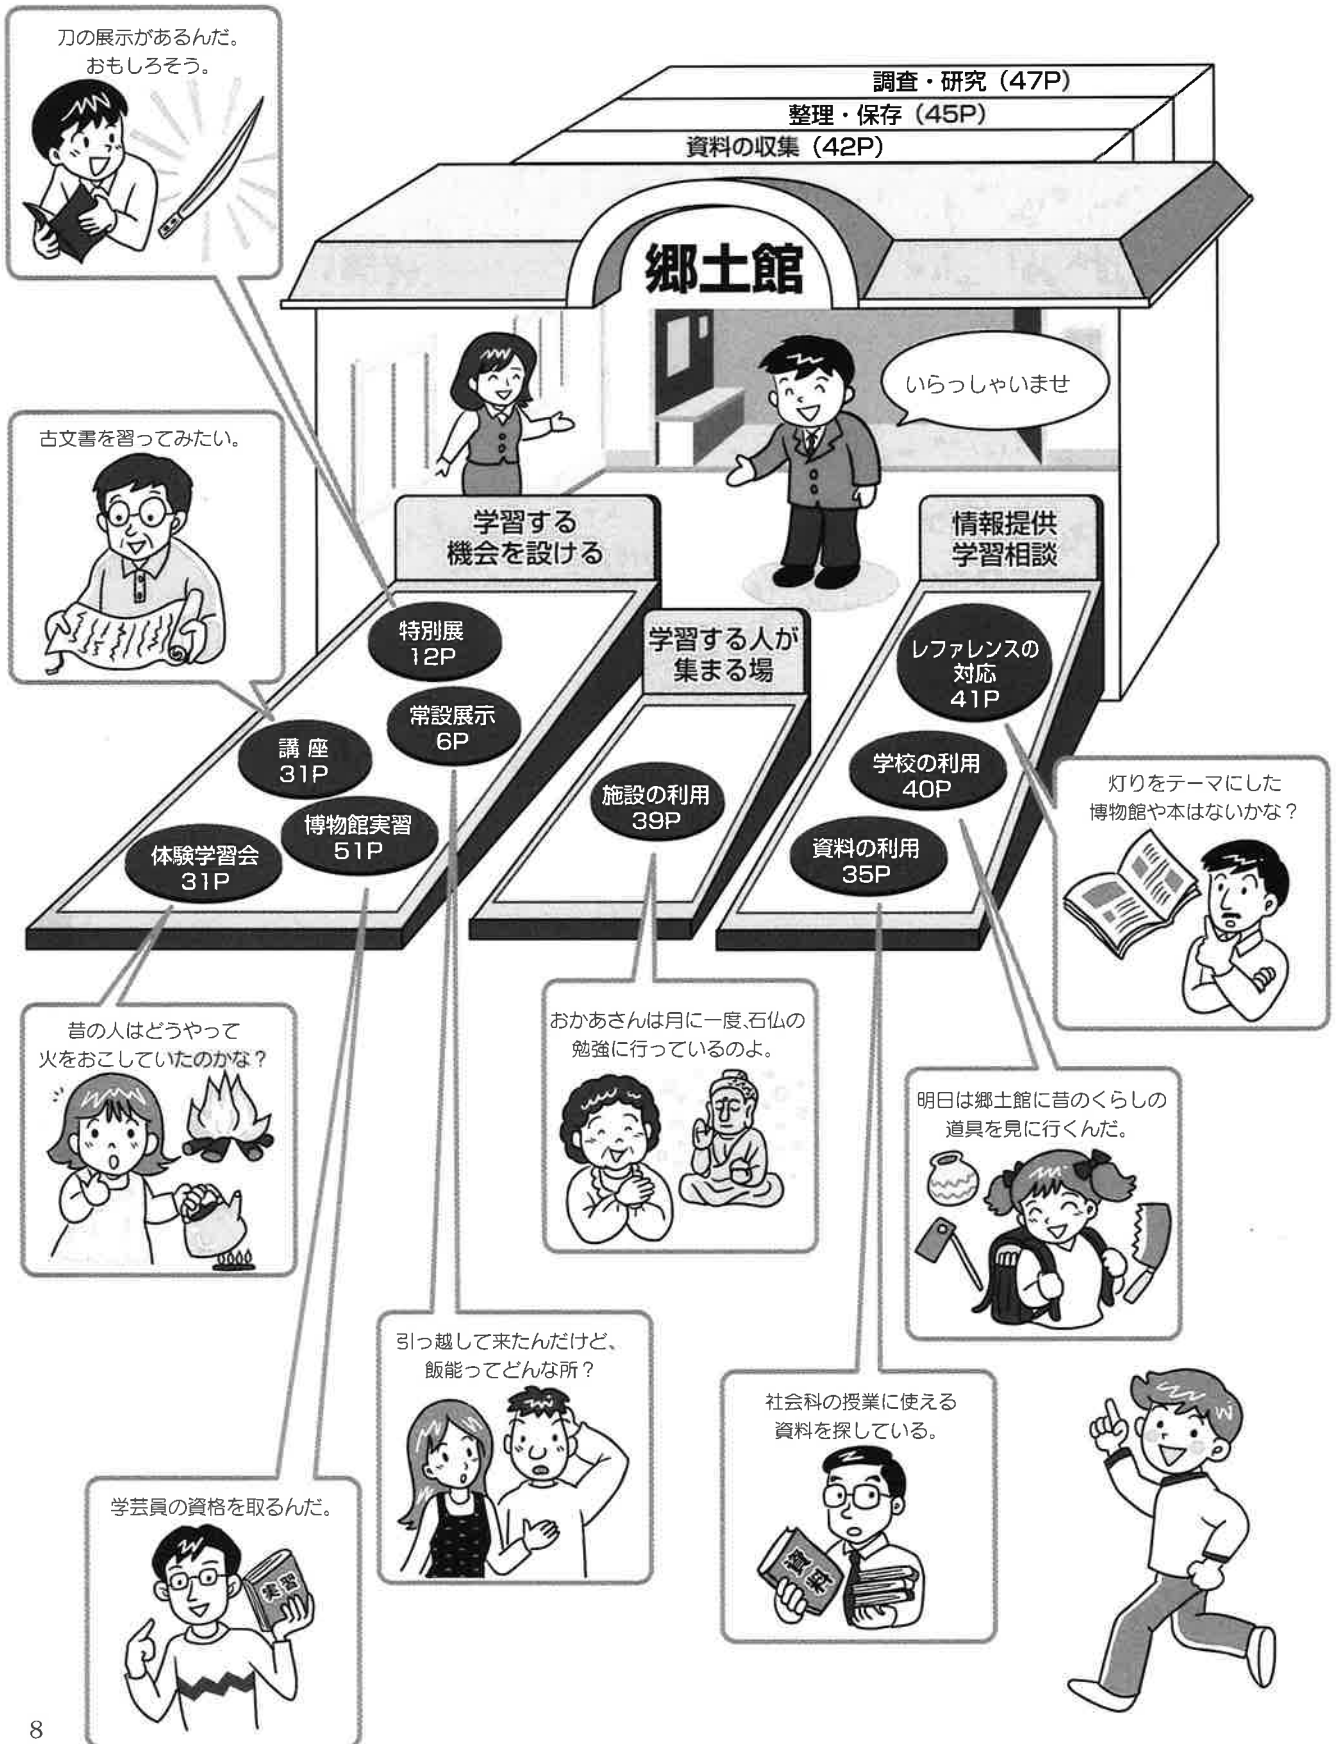 刀の展示があるんだ。
おもしろそう。
調査・研究（47P）
整理・保存（45P）
資料の収集（42P）
郷土館
いらっしゃいませ
古文書を習ってみたい。
学習する
機会を設ける
情報提供
学習相談
特別展
12P
学習する人が
集まる場
レファレンスの
対応
41P
常設展示
6P
講座
31P
学校の利用
40P
施設の利用
39P
博物館実習
51P
体験学習会
31P
資料の利用
35P
灯りをテーマにした
博物館や本はないかな？
昔の人はどうやって
火をおこしていたのかな？
おかあさんは月に一度、石仏の
勉強に行っているのよ。
明日は郷土館に昔のくらしの
道具を見に行くんだ。
引っ越して来たんだけど、
飯能ってどんな所？
社会科の授業に使える
資料を探している。
資料
学芸員の資格を取るんだ。
実習
8